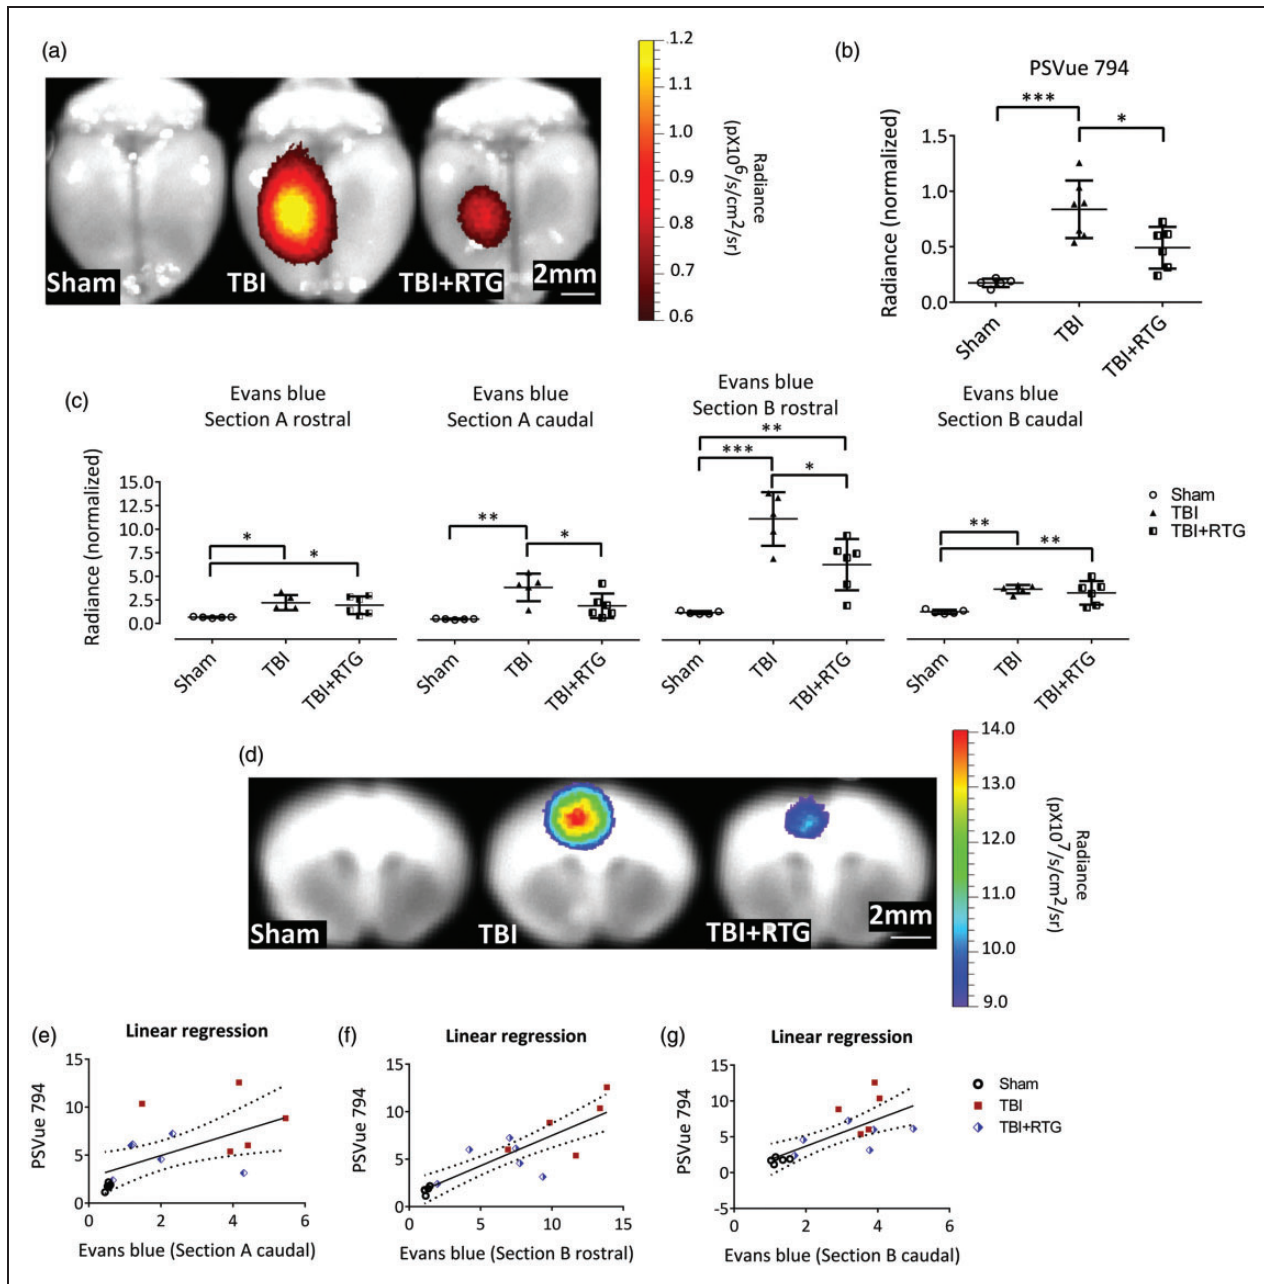 (a)
Sham
TBI
TBI+RTG
2mm
1.2
1.1
1.0
0.9
0.8
0.7
0.6
Radiance
(pX10^6/s/cm^2/sr)
(b)
PSVue 794
***
*
Radiance (normalized)
1.5
1.0
0.5
0.0
Sham
TBI
TBI+RTG
(c)
Evans blue
Section A rostral
Evans blue
Section A caudal
Evans blue
Section B rostral
Evans blue
Section B caudal
Radiance (normalized)
15.0
12.5
10.0
7.5
5.0
2.5
0.0
*
*
**
*
**
***
*
**
**
Sham
TBI
TBI+RTG
Sham
TBI
TBI+RTG
Sham
TBI
TBI+RTG
Sham
TBI
TBI+RTG
Sham
TBI
TBI+RTG
(d)
Sham
TBI
TBI+RTG
2mm
14.0
13.0
12.0
11.0
10.0
9.0
Radiance
(pX10^7/s/cm^2/sr)
(e)
Linear regression
PSVue 794
15
10
5
0
0
2
4
6
Evans blue (Section A caudal)
(f)
Linear regression
PSVue 794
15
10
5
0
0
5
10
15
Evans blue (Section B rostral)
(g)
Linear regression
PSVue 794
15
10
5
0
-5
0
2
4
6
Evans blue (Section B caudal)
Sham
TBI
TBI+RTG